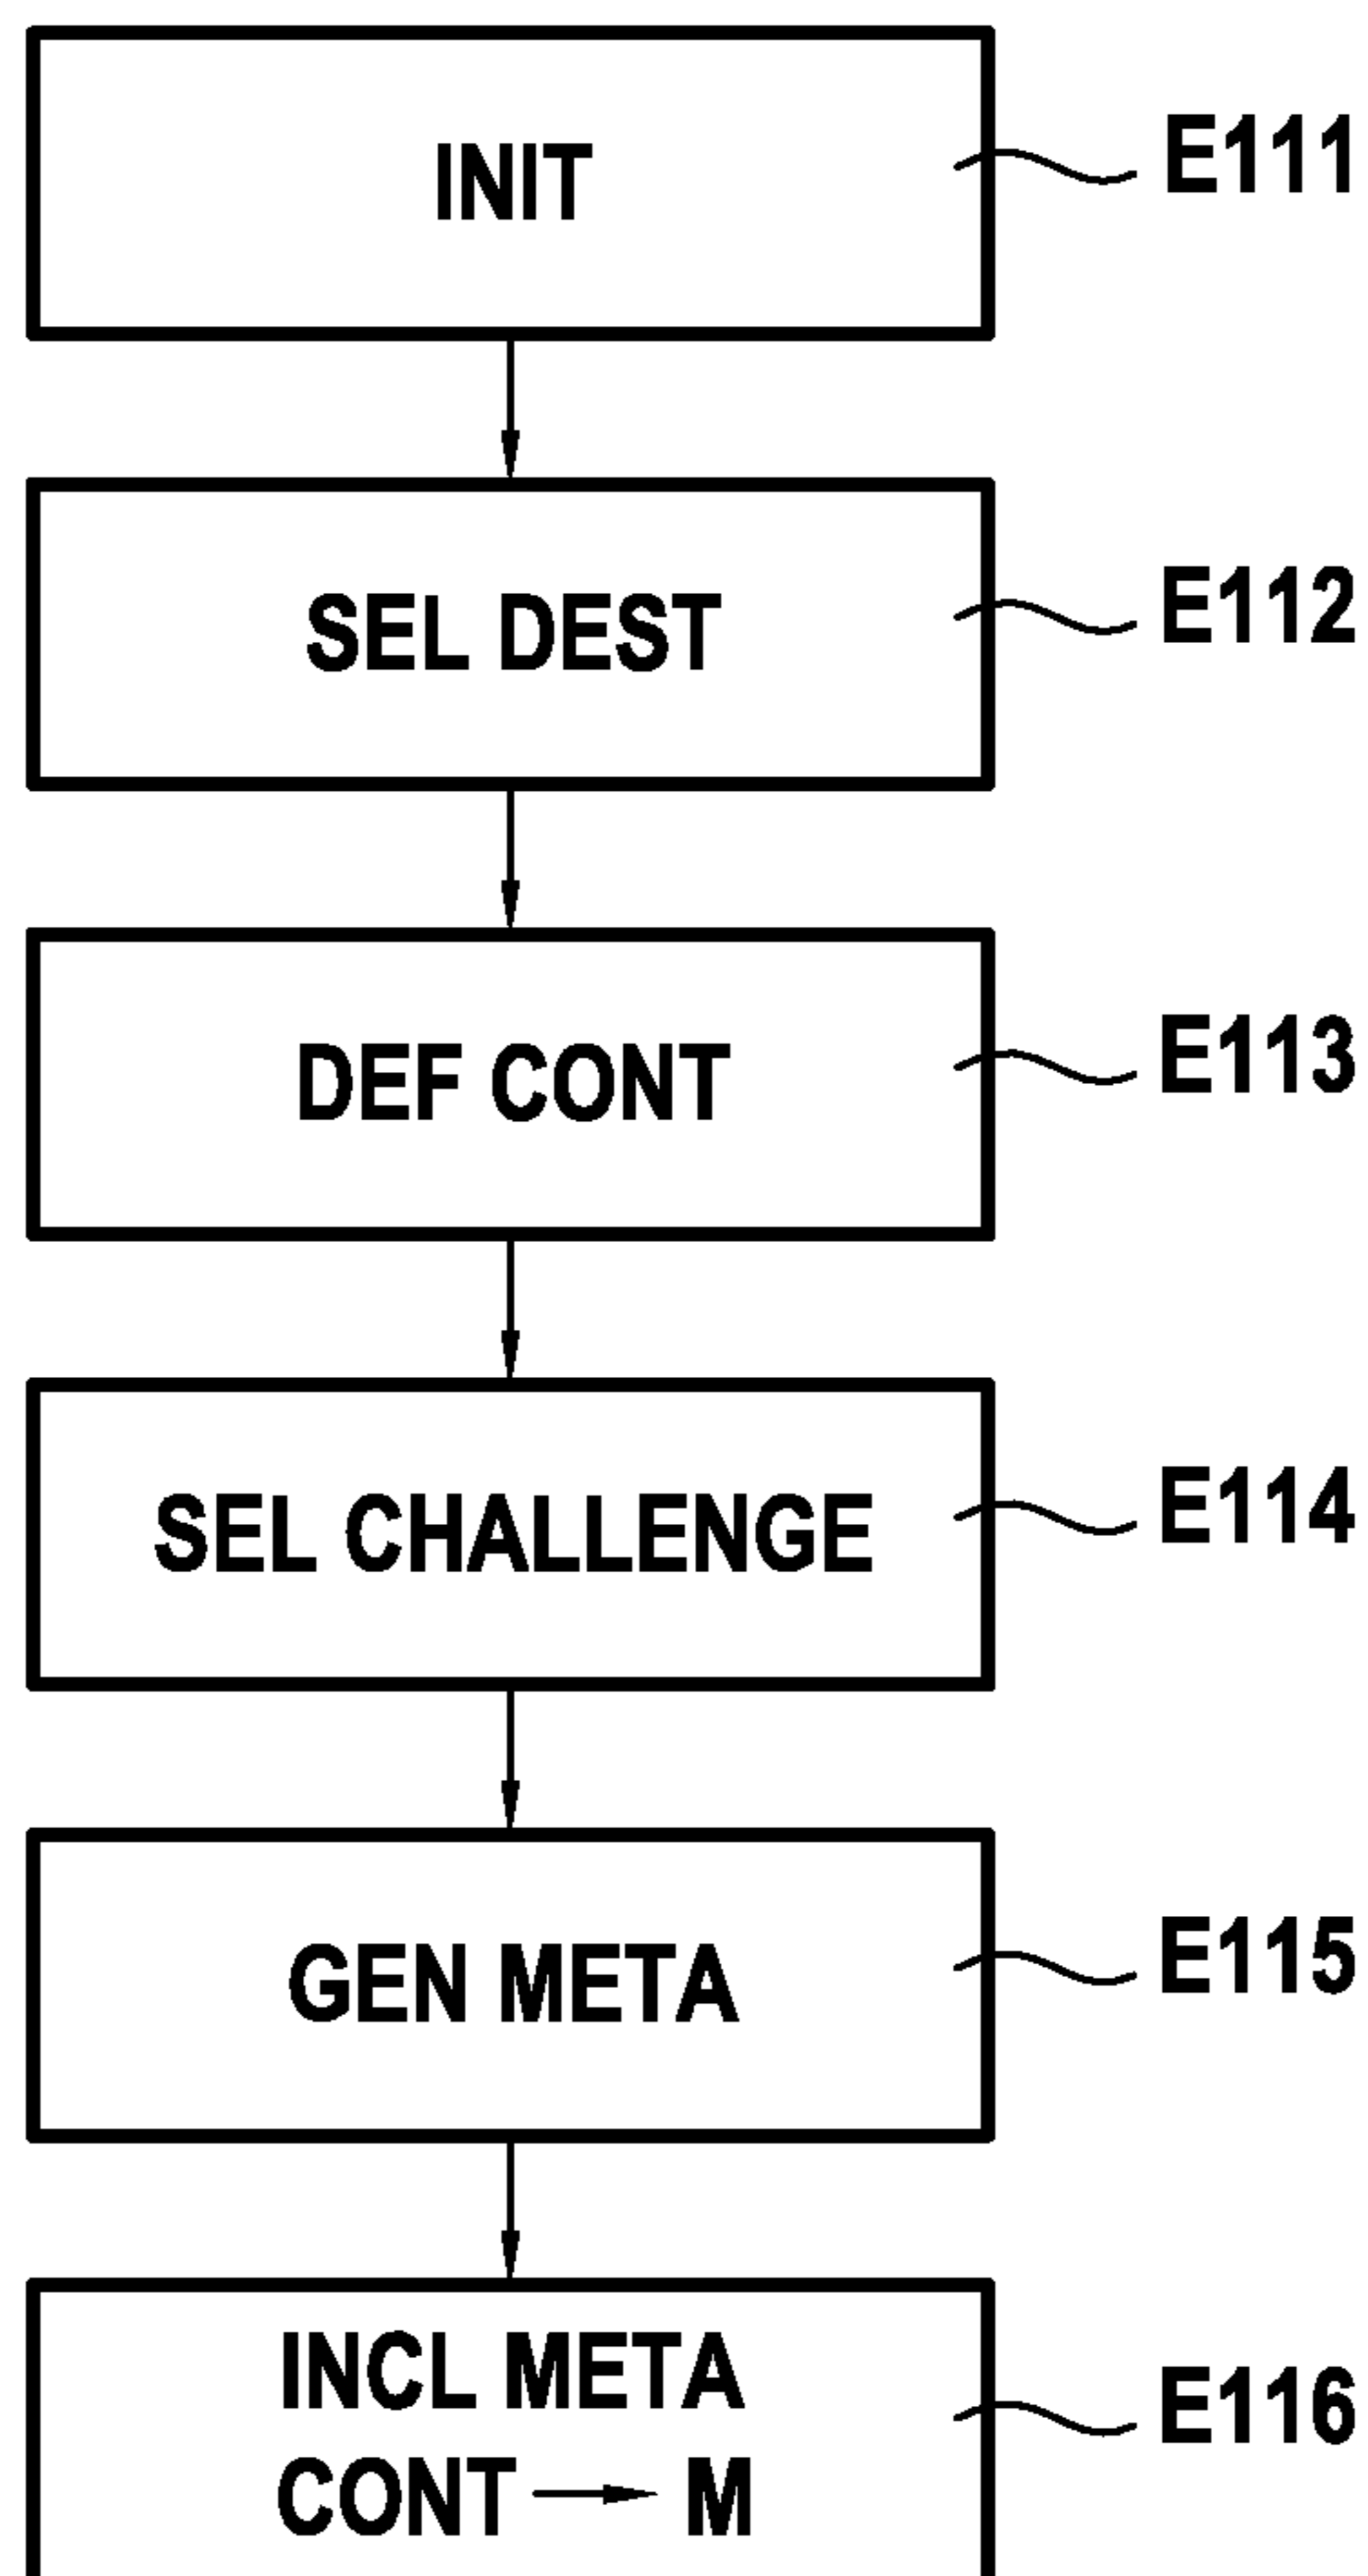 INIT
E111
SEL DEST
E112
DEF CONT
E113
SEL CHALLENGE
E114
GEN META
E115
INCL META
CONT → M
E116